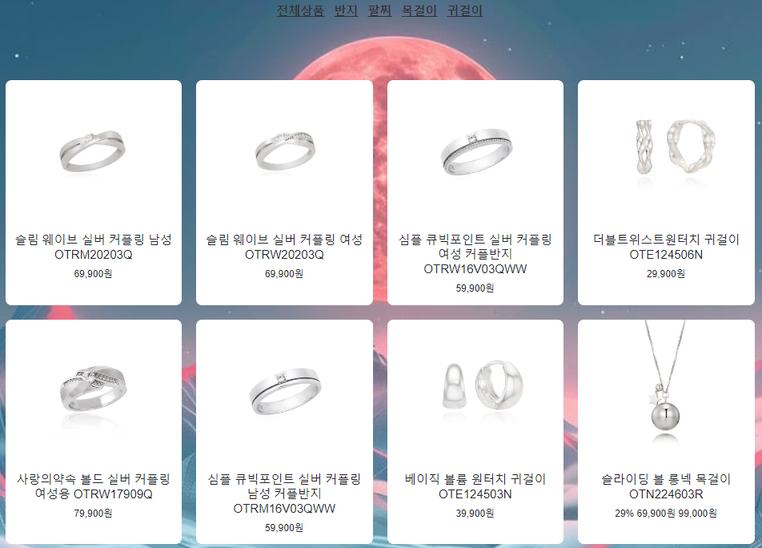 전체상품 반지 팔찌 목걸이 귀걸이
슬림 웨이브 실버 커플링 남성
OTRM20203Q
69,900원
슬림 웨이브 실버 커플링 여성
OTRW20203Q
69,900원
심플 큐빅포인트 실버 커플링
여성 커플반지
OTRW16V03QWW
59,900원
더블트위스트원터치 귀걸이
OTE124506N
29,900원
사랑의약속 볼드 실버 커플링
여성용 OTRW17909Q
79,900원
심플 큐빅포인트 실버 커플링
남성 커플반지
OTRM16V03QWW
59,900원
베이직 볼륨 원터치 귀걸이
OTE124503N
39,900원
슬라이딩 볼 롱넥 목걸이
OTN224603R
29% 69,900원 99,000원